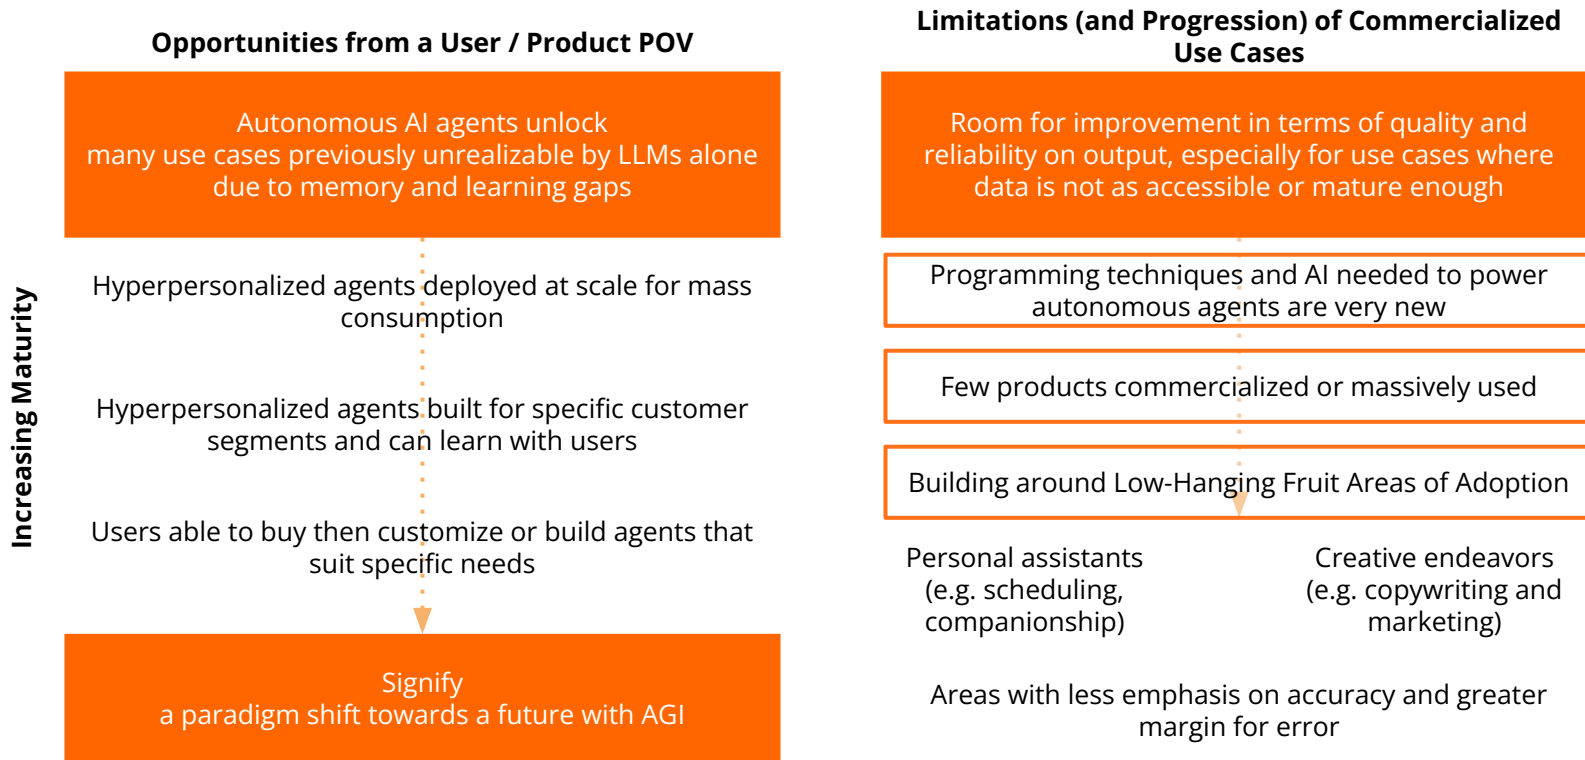 Opportunities from a User / Product POV
Autonomous AI agents unlock
many use cases previously unrealizable by LLMs alone
due to memory and learning gaps
Increasing Maturity
Hyperpersonalized agents deployed at scale for mass
consumption
Hyperpersonalized agents built for specific customer
segments and can learn with users
Users able to buy then customize or build agents that
suit specific needs
Signify
a paradigm shift towards a future with AGI
Limitations (and Progression) of Commercialized
Use Cases
Room for improvement in terms of quality and
reliability on output, especially for use cases where
data is not as accessible or mature enough
Programming techniques and AI needed to power
autonomous agents are very new
Few products commercialized or massively used
Building around Low-Hanging Fruit Areas of Adoption
Personal assistants
(e.g. scheduling,
companionship)
Creative endeavors
(e.g. copywriting and
marketing)
Areas with less emphasis on accuracy and greater
margin for error